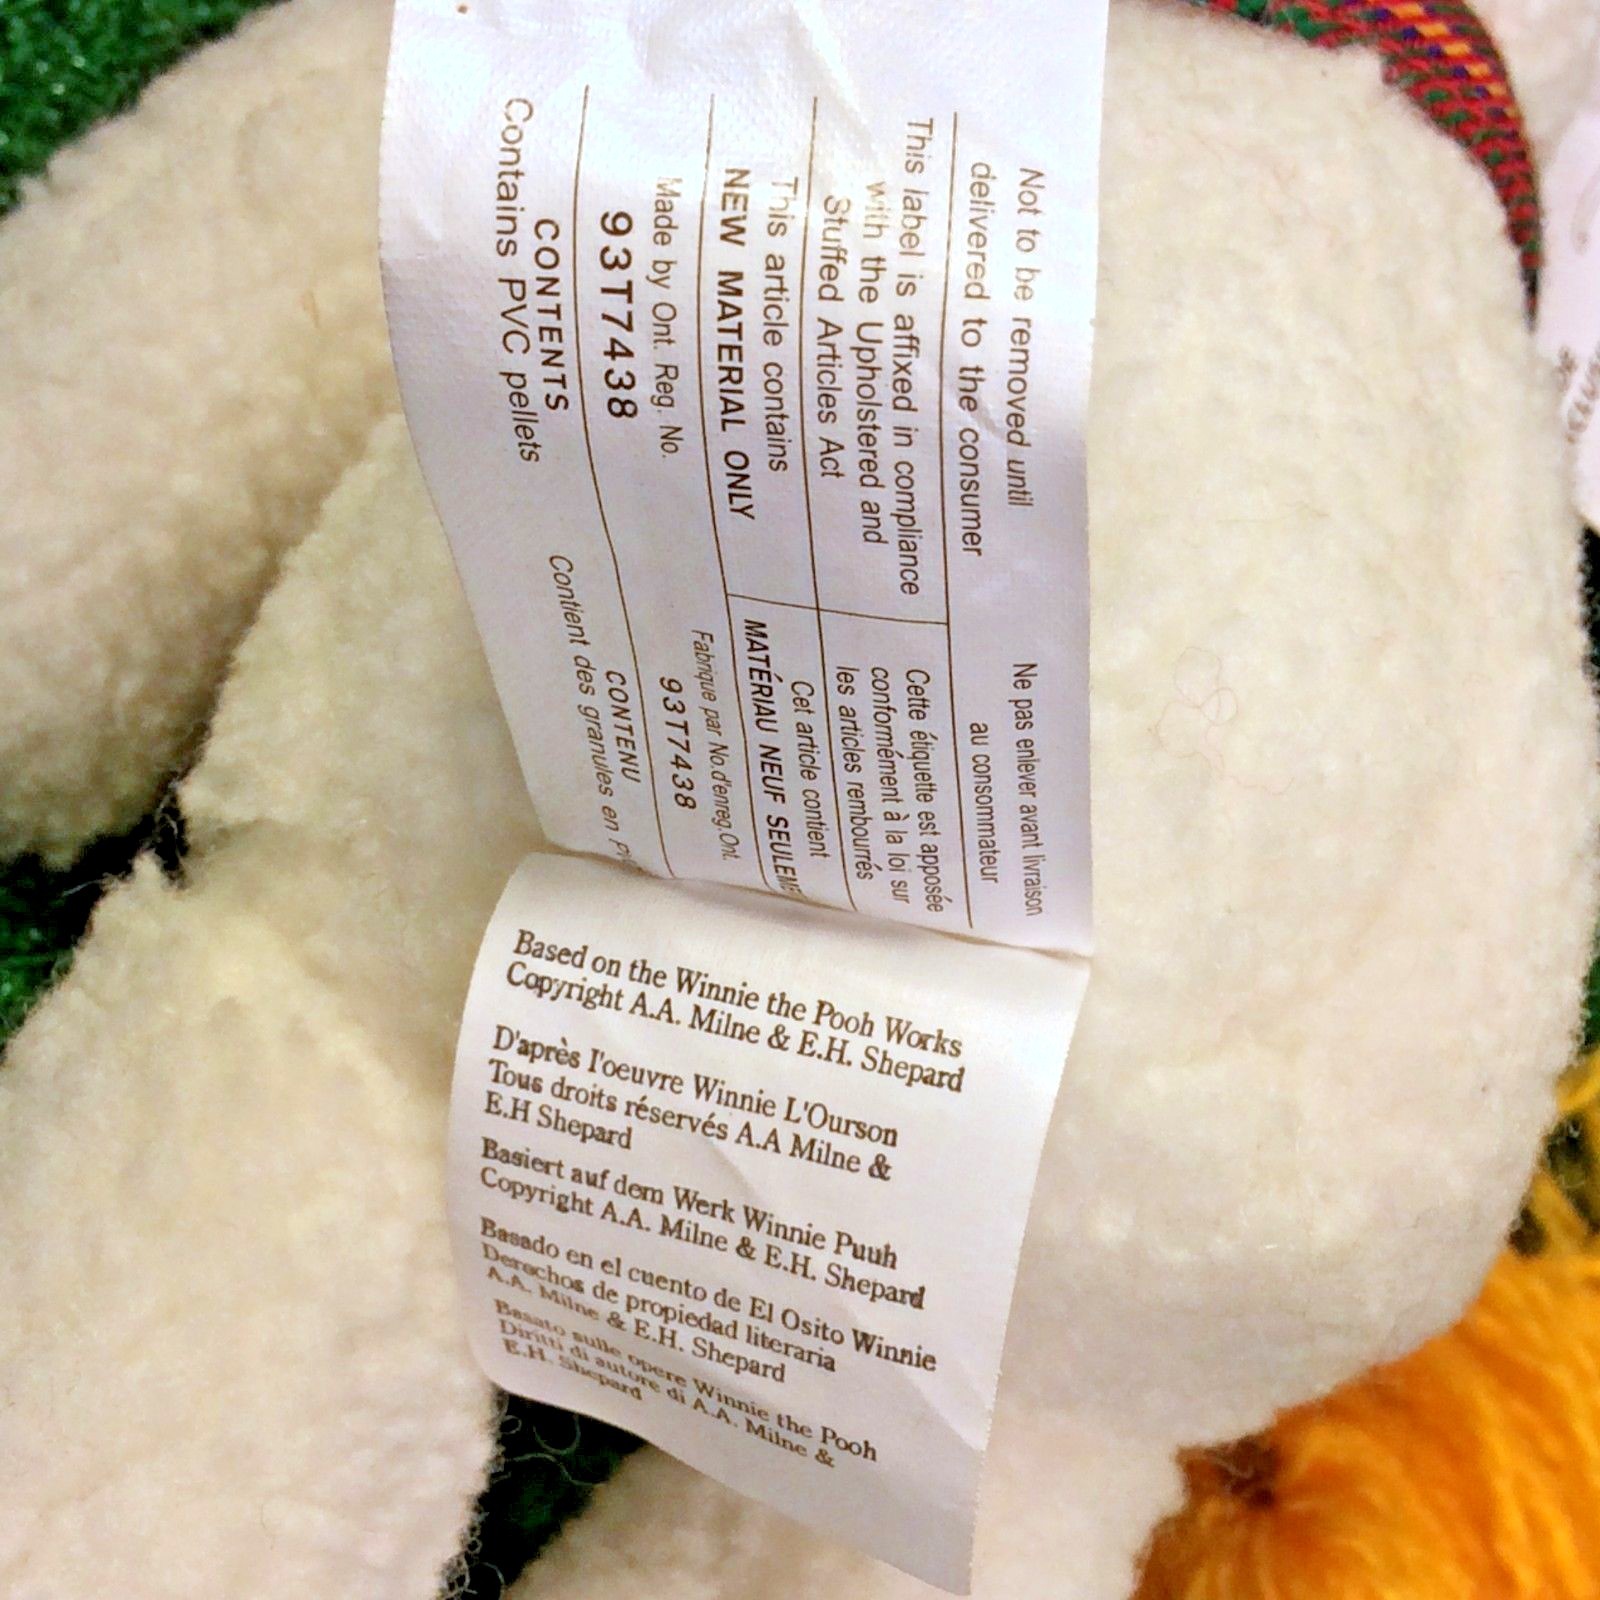 Not to be removed until
delivered to the consumer
This label is affixed in compliance
with the Upholstered and
Stuffed Articles Act
This article contains
NEW MATERIAL ONLY
Made by Ont. Reg. No.
93T7438
CONTENTS
Contains PVC pellets
Ne pas enlever avant livraison
au consommateur
Cette étiquette est apposée
conformément à la loi sur
les articles rembourrés
Cet article contient
MATÉRIAU NEUF
Fabrique par No.d'enreg.Ont.
93T7438
CONTENU
Contient des granules en
Based on the Winnie the Pooh Works
Copyright A.A. Milne & E.H. Shepard
D'après l'oeuvre Winnie L'Ourson
Tous droits réservés A.A Milne &
E.H Shepard
Basiert auf dem Werk Winnie Puuh
Copyright A.A. Milne & E.H. Shepard
Basado en el cuento de El Osito Winnie
Derechos de propiedad literaria
A.A. Milne & E.H. Shepard
Basato sulle opere Winnie the Pooh
Diritti di autore di A.A. Milne &
E.H. Shepard